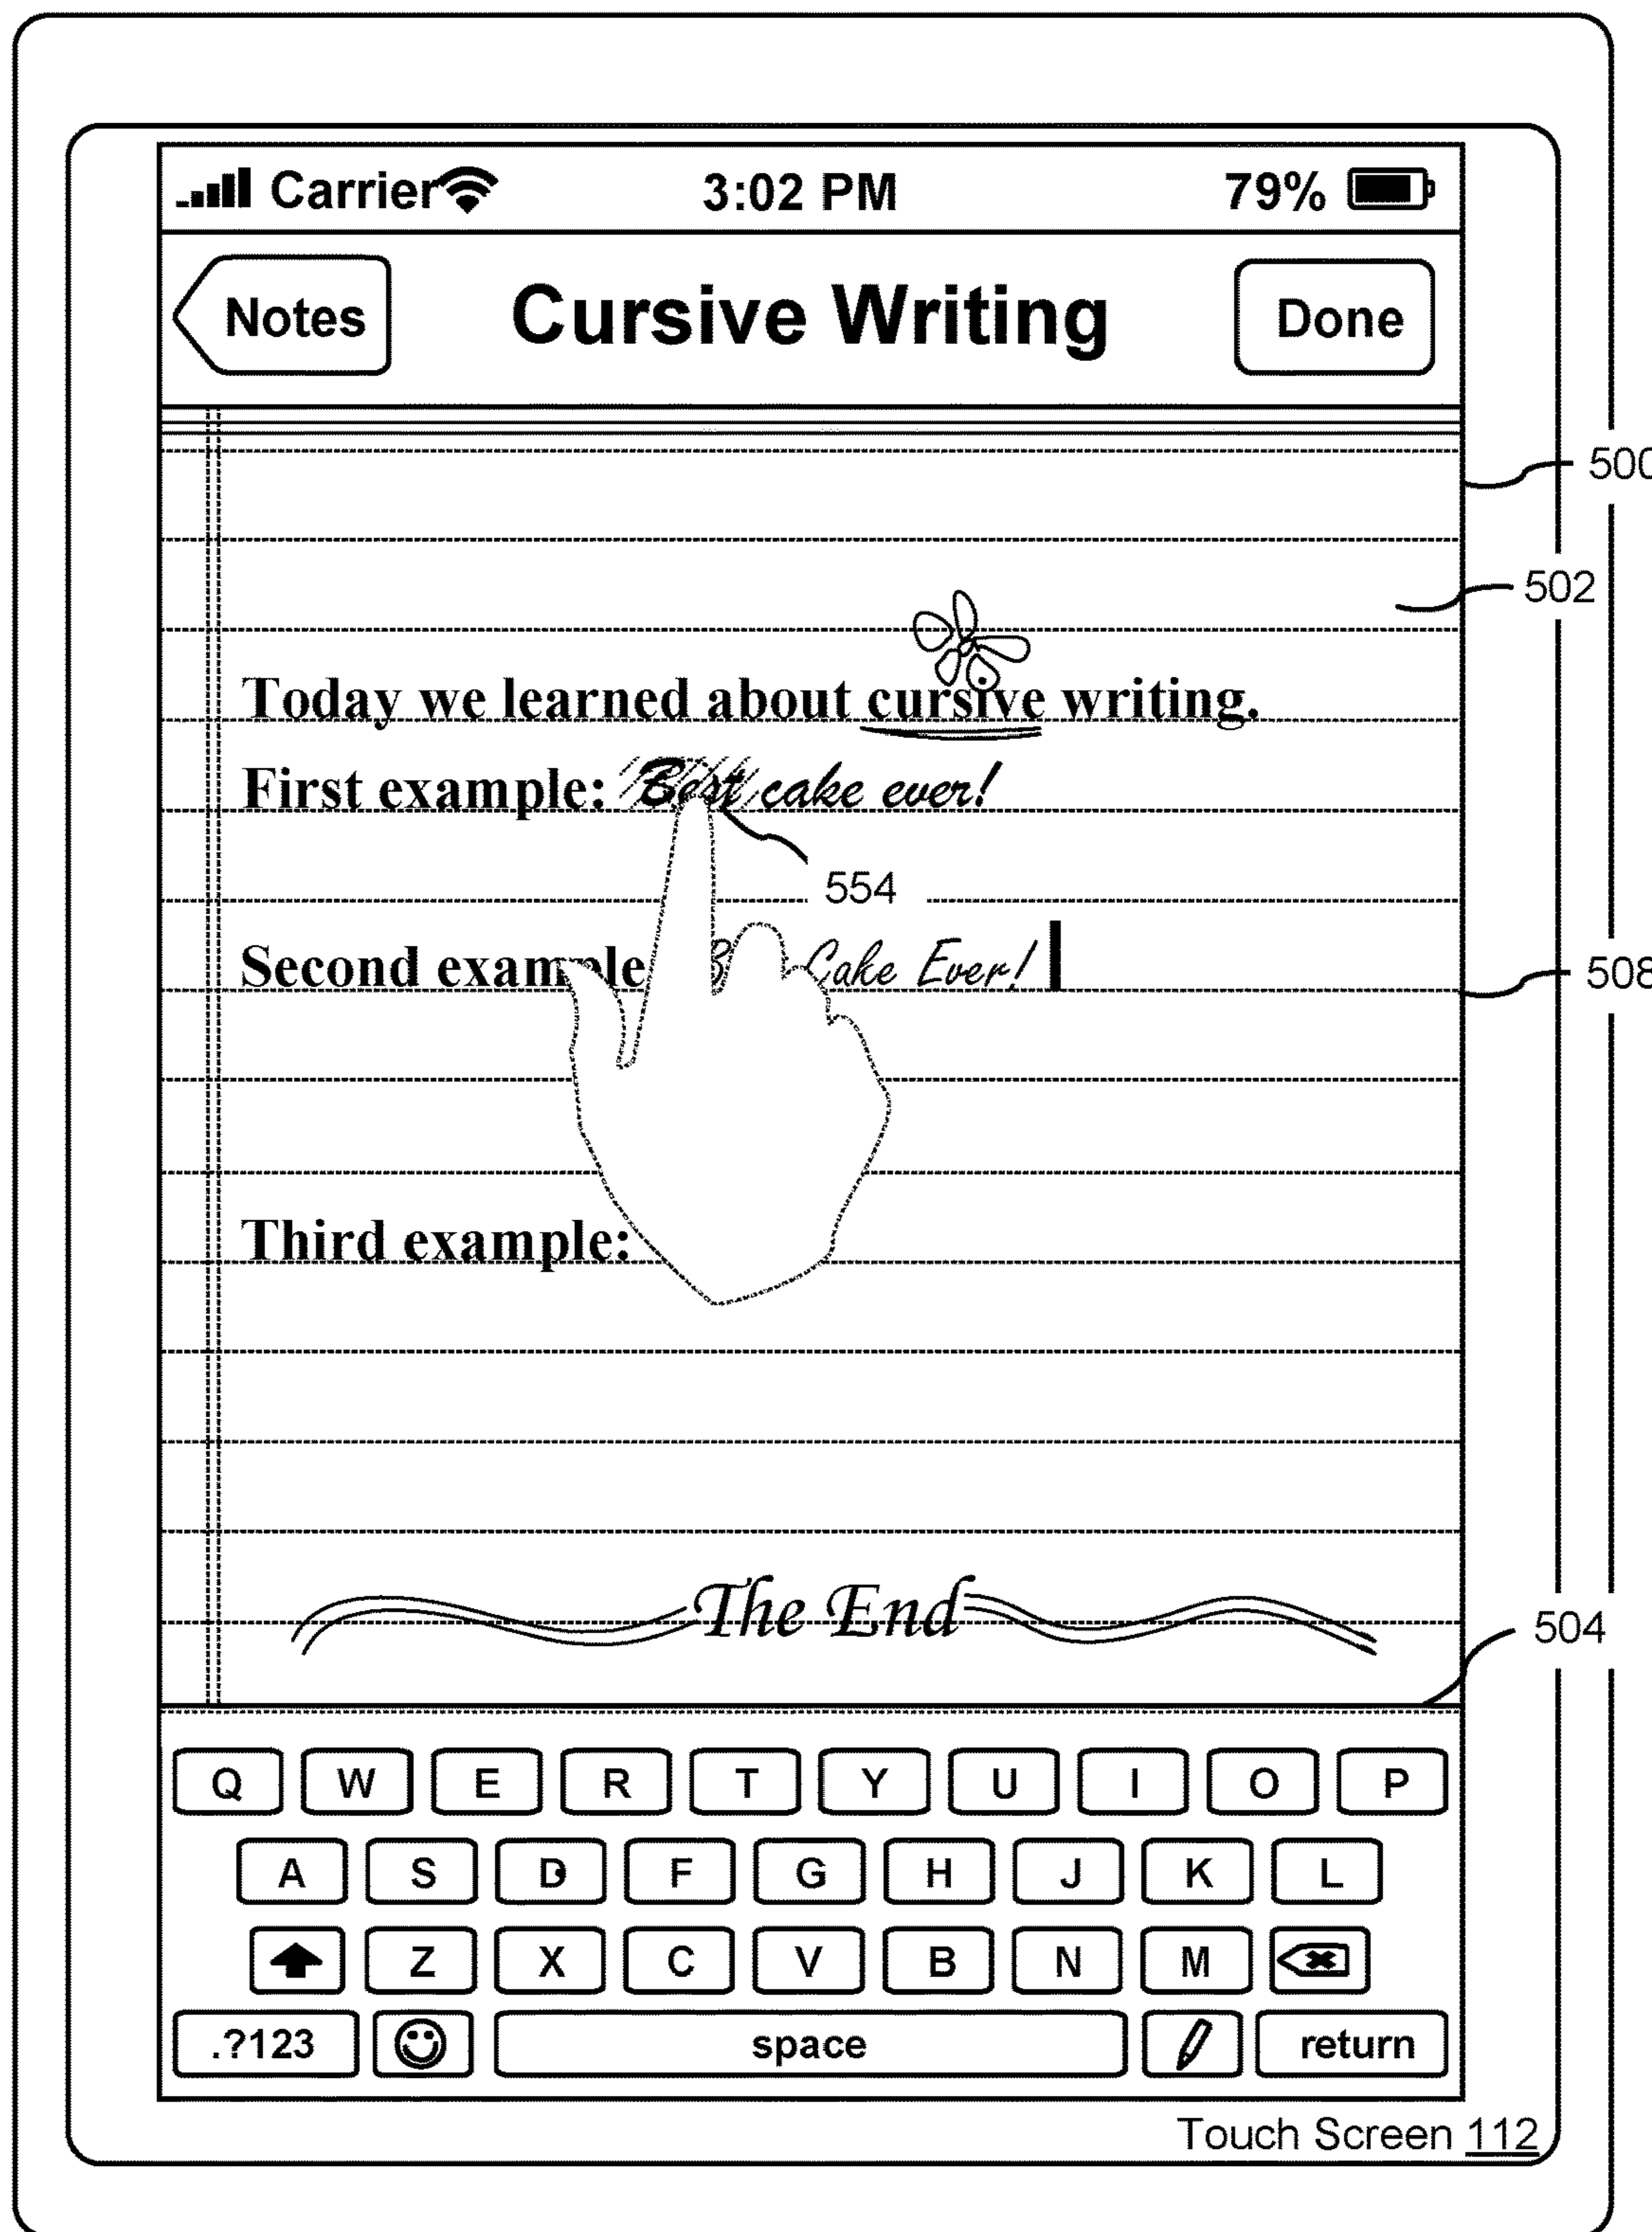 Carrier 3:02 PM 79%
Notes Cursive Writing Done
500
502
Today we learned about cursive writing.
First example: Best cake ever!
554
Second example Cake Ever!
508
Third example:
The End
504
Q W E R T Y U I O P
A S D F G H J K L
Z X C V B N M
.?123 space return
Touch Screen 112